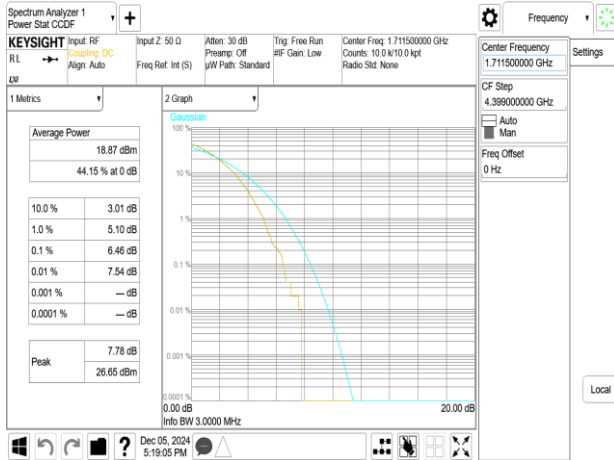 Spectrum Analyzer 1
Power Stat CCDF
Frequency
KEYSIGHT
RL
Input: RF
Coupling: DC
Align: Auto
Input Z: 50 Ω
Freq Ref: Int (S)
Atten: 30 dB
Preamp: Off
µW Path: Standard
Trig: Free Run
#IF Gain: Low
Center Freq: 1.711500000 GHz
Counts: 10.0 k/10.0 kpt
Radio Std: None
Center Frequency
1.711500000 GHz
Settings
CF Step
4.399000000 GHz
Auto
Man
Freq Offset
0 Hz
1 Metrics
Average Power
18.87 dBm
44.15 % at 0 dB
10.0 % 3.01 dB
1.0 % 5.10 dB
0.1 % 6.46 dB
0.01 % 7.54 dB
0.001 % --- dB
0.0001 % --- dB
Peak
7.78 dB
26.65 dBm
2 Graph
Gaussian
100 %
10 %
1 %
0.1 %
0.01 %
0.001 %
0.0001 %
0.00 dB
20.00 dB
Info BW 3.0000 MHz
Local
?
Dec 05, 2024
5:19:05 PM